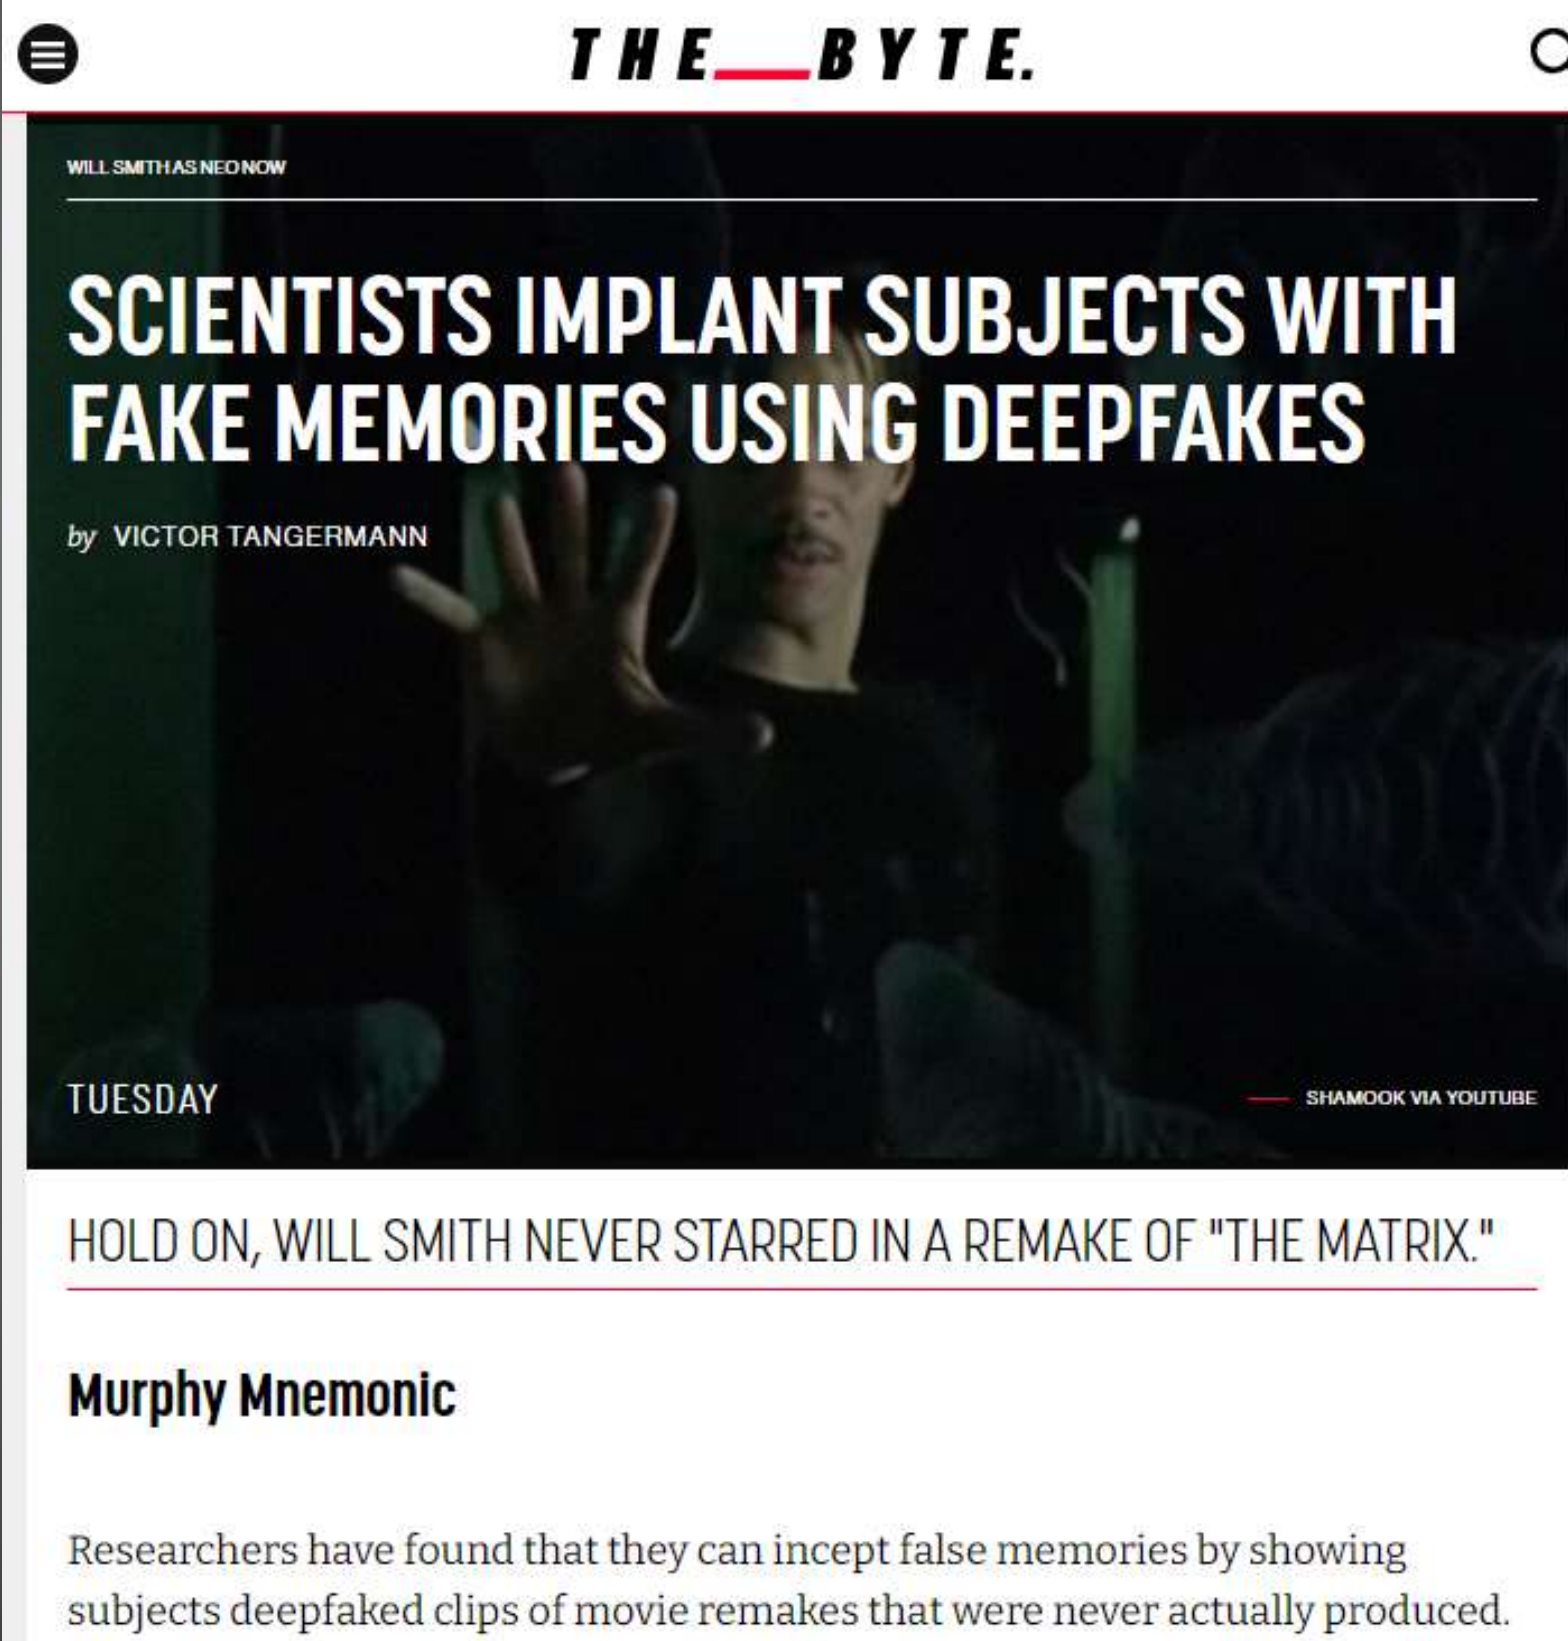 THE__BYTE.
WILL SMITH AS NEO NOW
SCIENTISTS IMPLANT SUBJECTS WITH
FAKE MEMORIES USING DEEPFAKES
by VICTOR TANGERMANN
TUESDAY
SHAMOOK VIA YOUTUBE
HOLD ON, WILL SMITH NEVER STARRED IN A REMAKE OF "THE MATRIX."
Murphy Mnemonic
Researchers have found that they can incept false memories by showing
subjects deepfaked clips of movie remakes that were never actually produced.